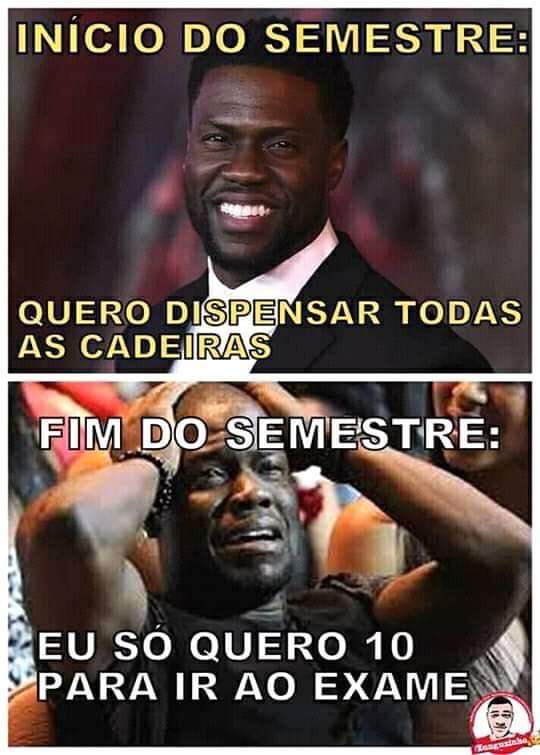 INÍCIO DO SEMESTRE:
QUERO DISPENSAR TODAS
AS CADEIRAS
FIM DO SEMESTRE:
EU SÓ QUERO 10
PARA IR AO EXAME